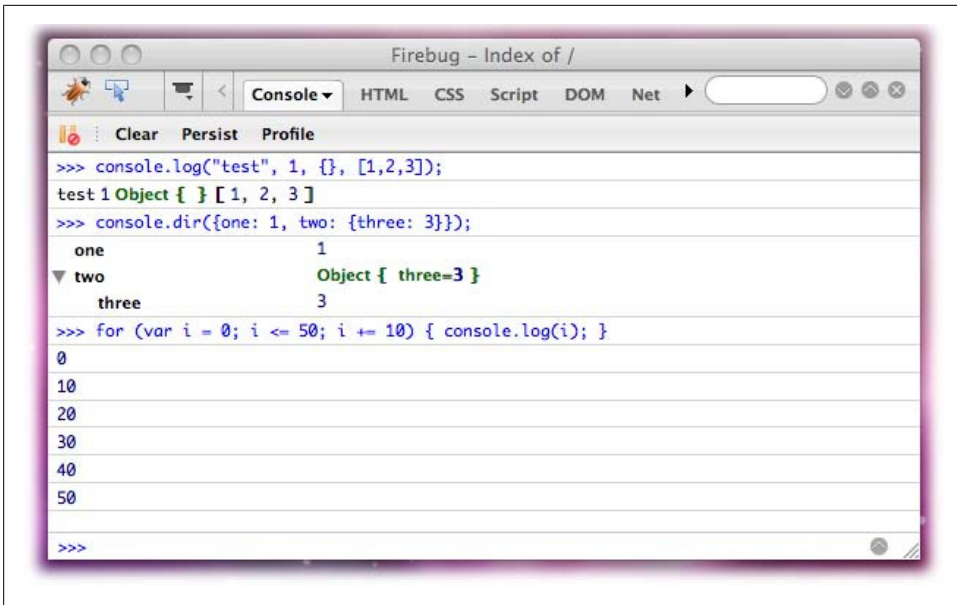 Firebug – Index of /
Console HTML CSS Script DOM Net
Clear Persist Profile
>>> console.log("test", 1, {}, [1,2,3]);
test 1 Object { } [ 1, 2, 3 ]
>>> console.dir({one: 1, two: {three: 3}});
one 1
two Object { three=3 }
three 3
>>> for (var i = 0; i <= 50; i += 10) { console.log(i); }
0
10
20
30
40
50
>>>